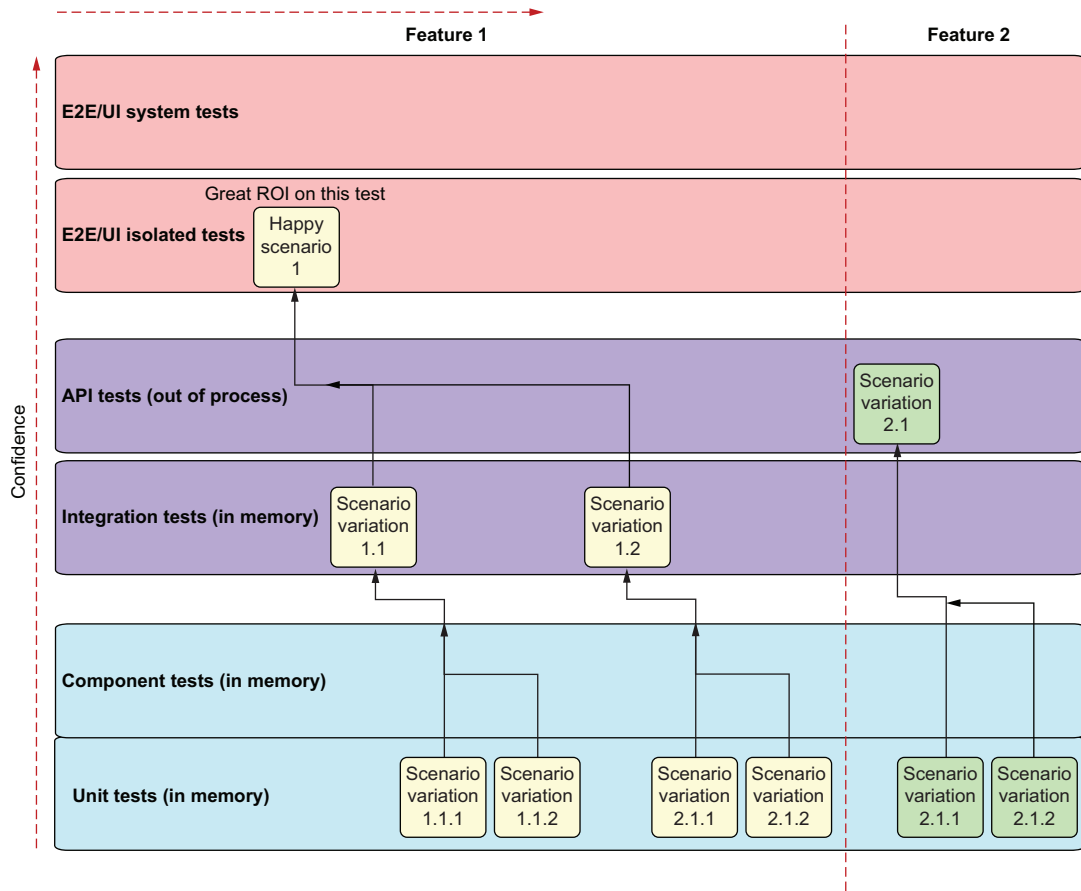 Feature 1
Feature 2
E2E/UI system tests
Great ROI on this test
E2E/UI isolated tests
Happy
scenario
1
API tests (out of process)
Scenario
variation
2.1
Confidence
Integration tests (in memory)
Scenario
variation
1.1
Scenario
variation
1.2
Component tests (in memory)
Unit tests (in memory)
Scenario
variation
1.1.1
Scenario
variation
1.1.2
Scenario
variation
2.1.1
Scenario
variation
2.1.2
Scenario
variation
2.1.1
Scenario
variation
2.1.2